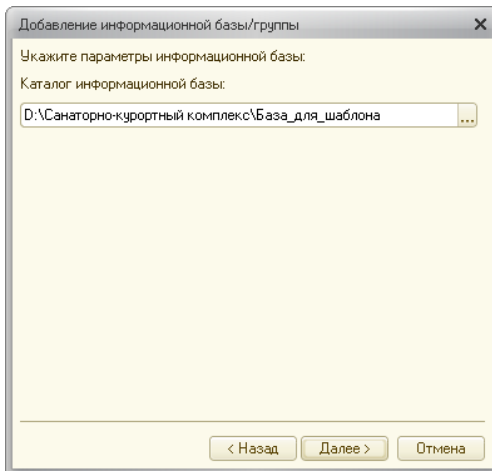 Добавление информационной базы/группы
Укажите параметры информационной базы:
Каталог информационной базы:
D:\Санаторно-курортный комплекс\База_для_шаблона ...
< Назад Далее > Отмена